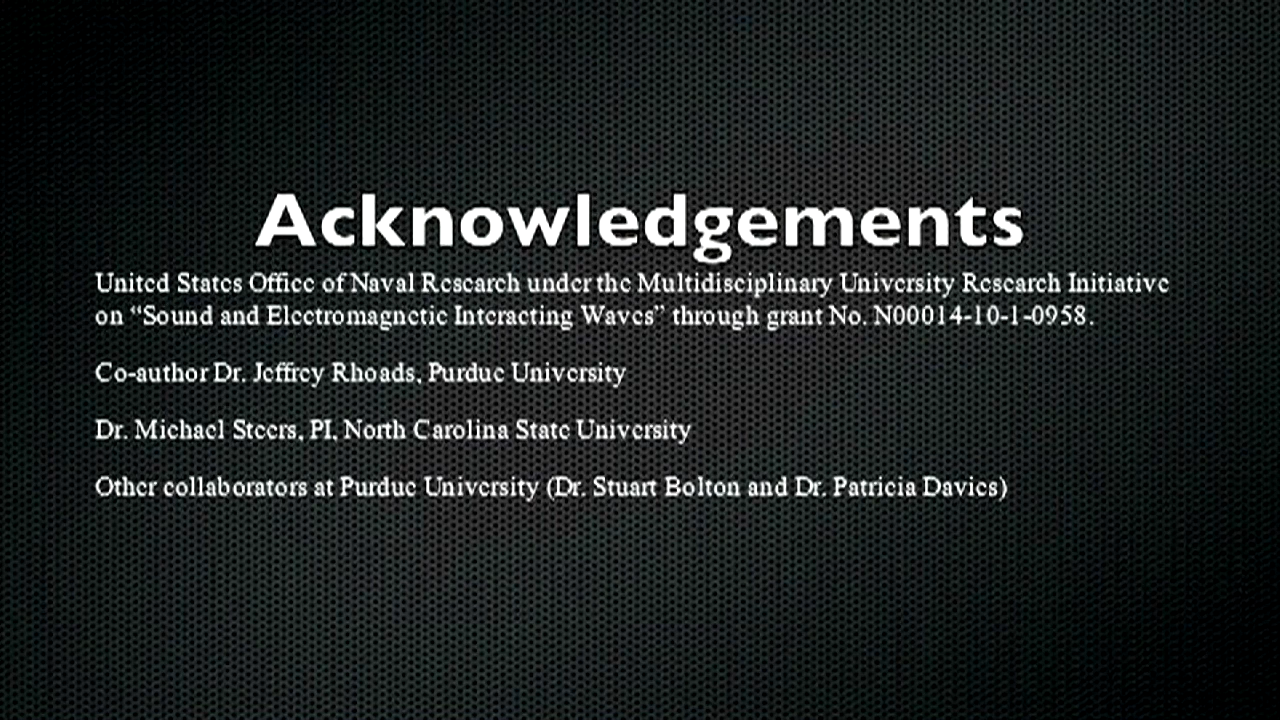 Acknowledgements
United States Office of Naval Research under the Multidisciplinary University Research Initiative
on “Sound and Electromagnetic Interacting Waves” through grant No. N00014-10-1-0958.
Co-author Dr. Jeffrey Rhoads, Purdue University
Dr. Michael Steers, PI, North Carolina State University
Other collaborators at Purdue University (Dr. Stuart Bolton and Dr. Patricia Davies)